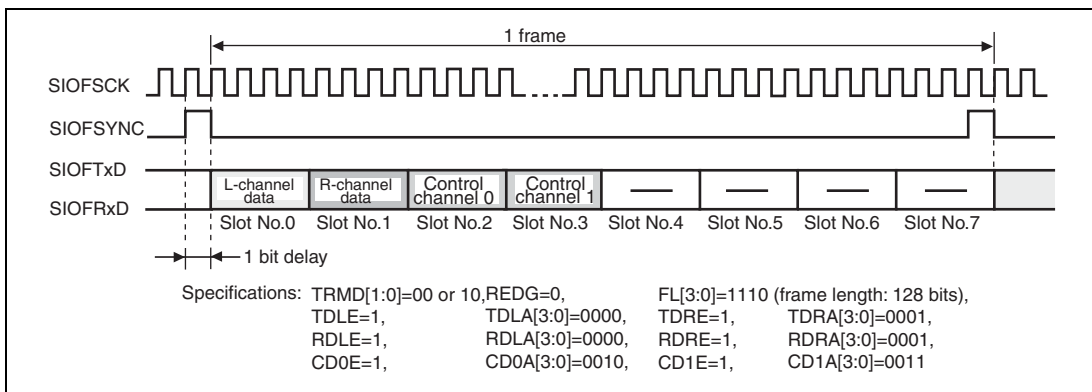 1 frame
SIOFSCK
SIOFSYNC
SIOFTxD
SIOFRxD
L-channel data
R-channel data
Control channel 0
Control channel 1
Slot No.0 Slot No.1 Slot No.2 Slot No.3 Slot No.4 Slot No.5 Slot No.6 Slot No.7
1 bit delay
Specifications: TRMD[1:0]=00 or 10, REDG=0, FL[3:0]=1110 (frame length: 128 bits),
TDLE=1, TDLA[3:0]=0000, TDRE=1, TDRA[3:0]=0001,
RDLE=1, RDLA[3:0]=0000, RDRE=1, RDRA[3:0]=0001,
CD0E=1, CD0A[3:0]=0010, CD1E=1, CD1A[3:0]=0011